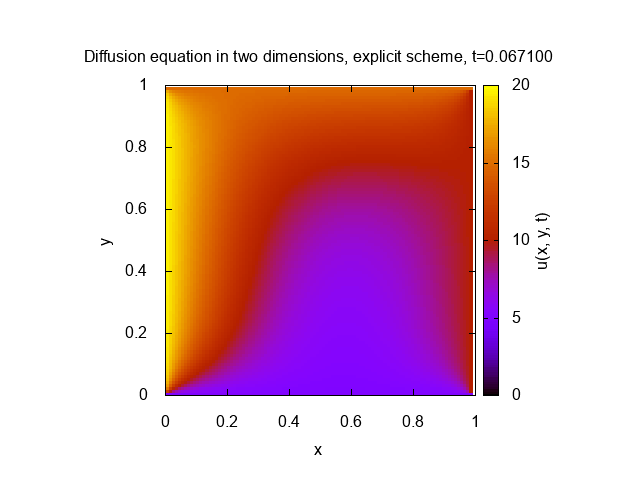 Diffusion equation in two dimensions, explicit scheme, t=0.067100
1
0.8
0.6
0.4
0.2
0
y
0 0.2 0.4 0.6 0.8 1
x
20
15
10
5
0
u(x, y, t)